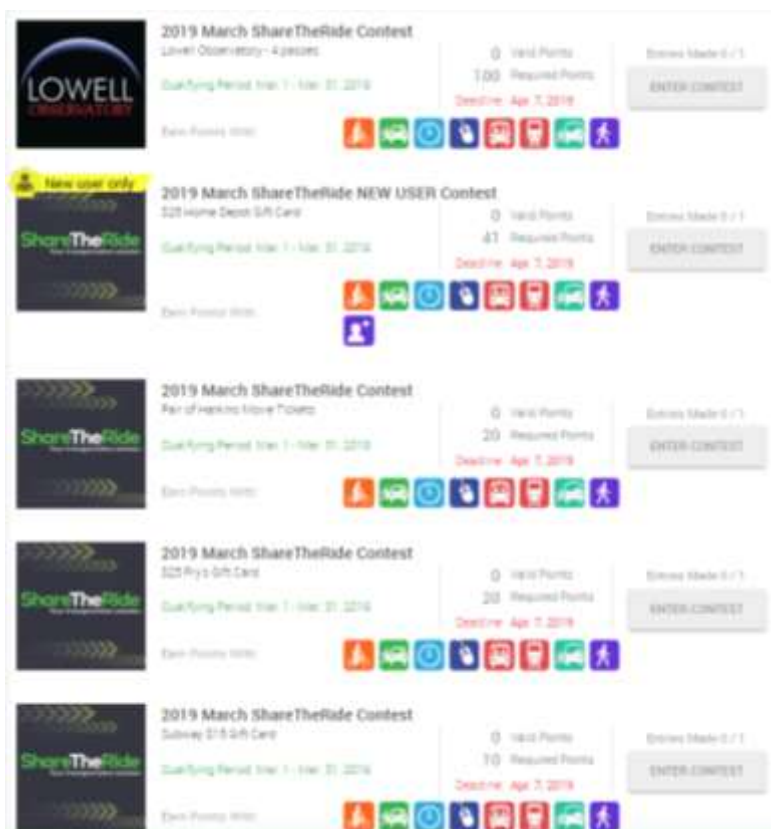 LOWELL
OBSERVATORY
2019 March ShareTheRide Contest
Lowell Observatory - 4 passes
Qualifying Period: Mar. 1 - Mar. 31, 2019
Earn Points With:
0 Valid Points
100 Required Points
Deadline: Apr. 7, 2019
Entries Made 0 / 1
ENTER CONTEST
New user only
ShareTheRide
2019 March ShareTheRide NEW USER Contest
$25 Home Depot Gift Card
Qualifying Period: Mar. 1 - Mar. 31, 2019
Earn Points With:
0 Valid Points
41 Required Points
Deadline: Apr. 7, 2019
Entries Made 0 / 1
ENTER CONTEST
ShareTheRide
2019 March ShareTheRide Contest
Pair of Harkins Movie Tickets
Qualifying Period: Mar. 1 - Mar. 31, 2019
Earn Points With:
0 Valid Points
20 Required Points
Deadline: Apr. 7, 2019
Entries Made 0 / 1
ENTER CONTEST
ShareTheRide
2019 March ShareTheRide Contest
$25 Fry's Gift Card
Qualifying Period: Mar. 1 - Mar. 31, 2019
Earn Points With:
0 Valid Points
20 Required Points
Deadline: Apr. 7, 2019
Entries Made 0 / 1
ENTER CONTEST
ShareTheRide
2019 March ShareTheRide Contest
Subway $15 Gift Card
Qualifying Period: Mar. 1 - Mar. 31, 2019
Earn Points With:
0 Valid Points
10 Required Points
Deadline: Apr. 7, 2019
Entries Made 0 / 1
ENTER CONTEST